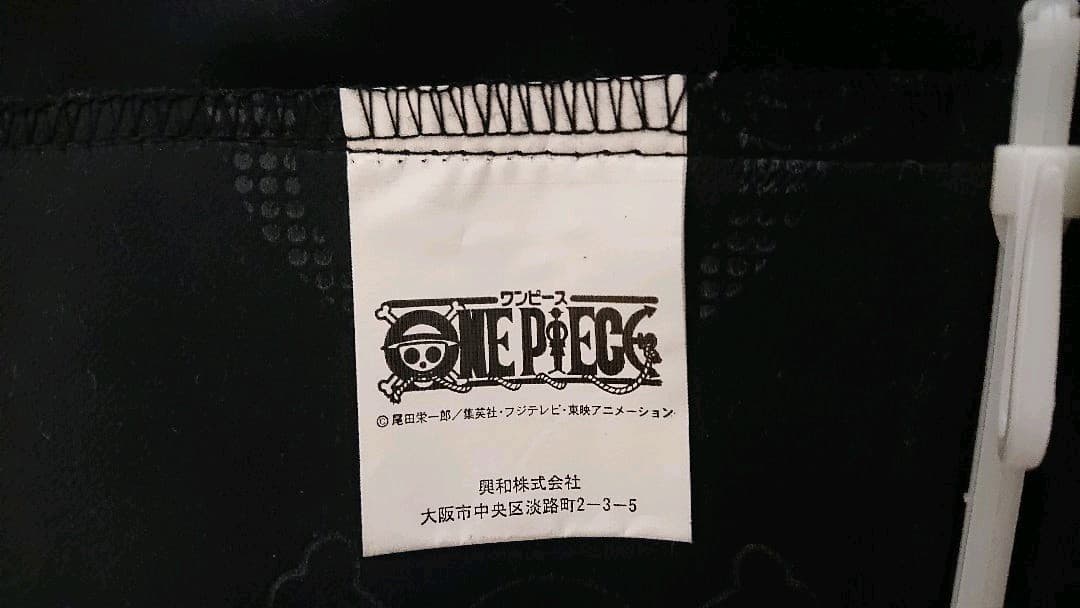 ワンピース
ONE PIECE
© 尾田栄一郎／集英社・フジテレビ・東映アニメーション
興和株式会社
大阪市中央区淡路町2-3-5